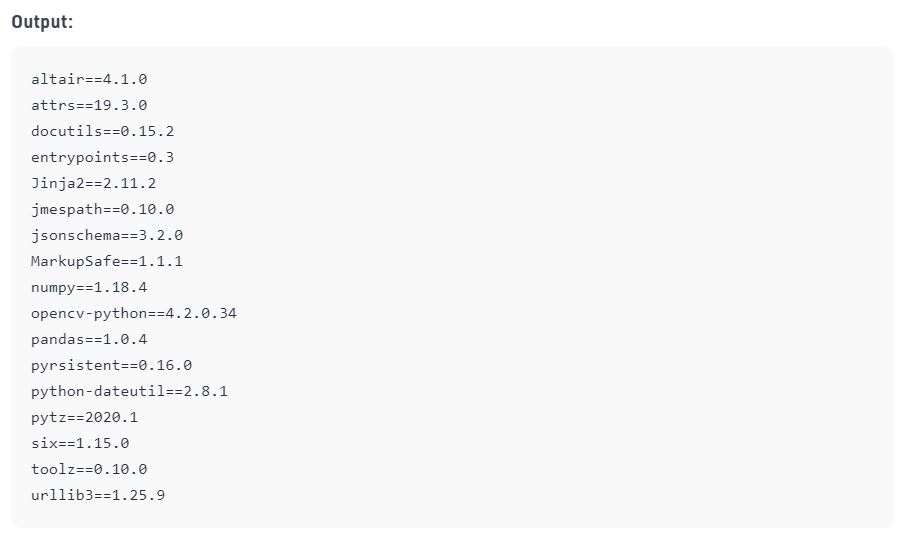 Output:
altair==4.1.0
attrs==19.3.0
docutils==0.15.2
entrypoints==0.3
Jinja2==2.11.2
jmespath==0.10.0
jsonschema==3.2.0
MarkupSafe==1.1.1
numpy==1.18.4
opencv-python==4.2.0.34
pandas==1.0.4
pyrsistent==0.16.0
python-dateutil==2.8.1
pytz==2020.1
six==1.15.0
toolz==0.10.0
urllib3==1.25.9